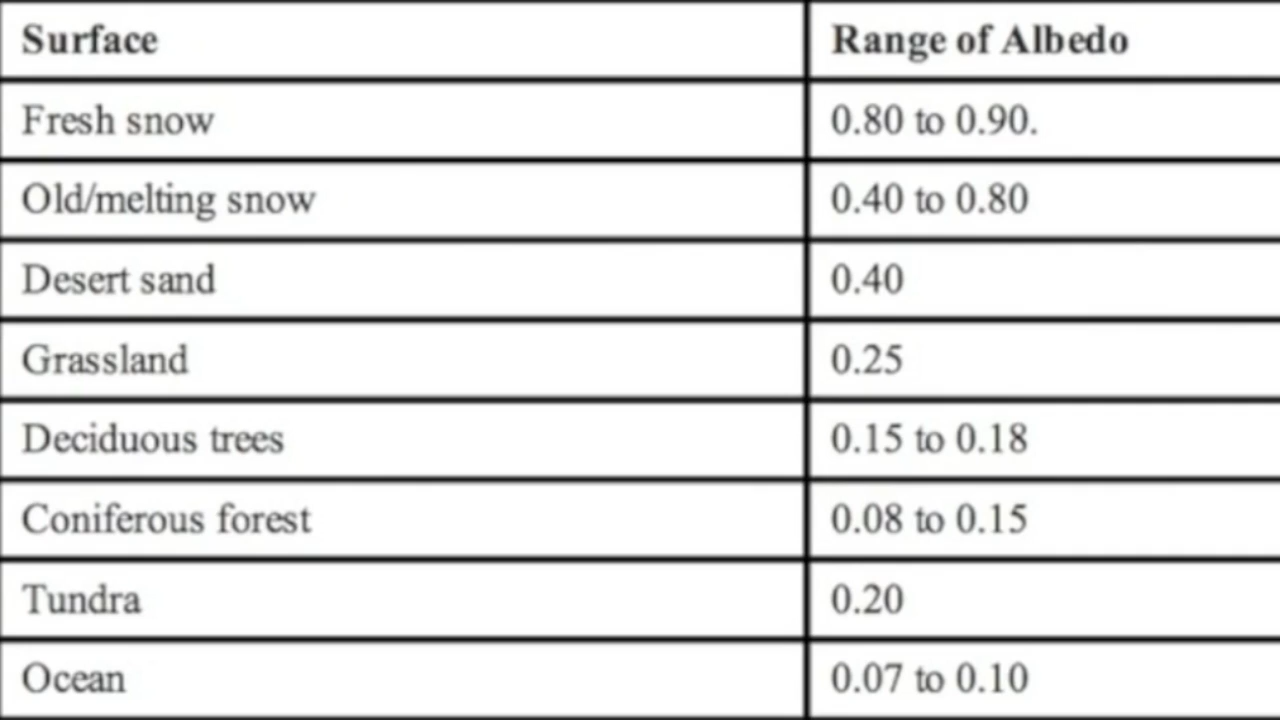 Surface Range of Albedo
Fresh snow 0.80 to 0.90.
Old/melting snow 0.40 to 0.80
Desert sand 0.40
Grassland 0.25
Deciduous trees 0.15 to 0.18
Coniferous forest 0.08 to 0.15
Tundra 0.20
Ocean 0.07 to 0.10